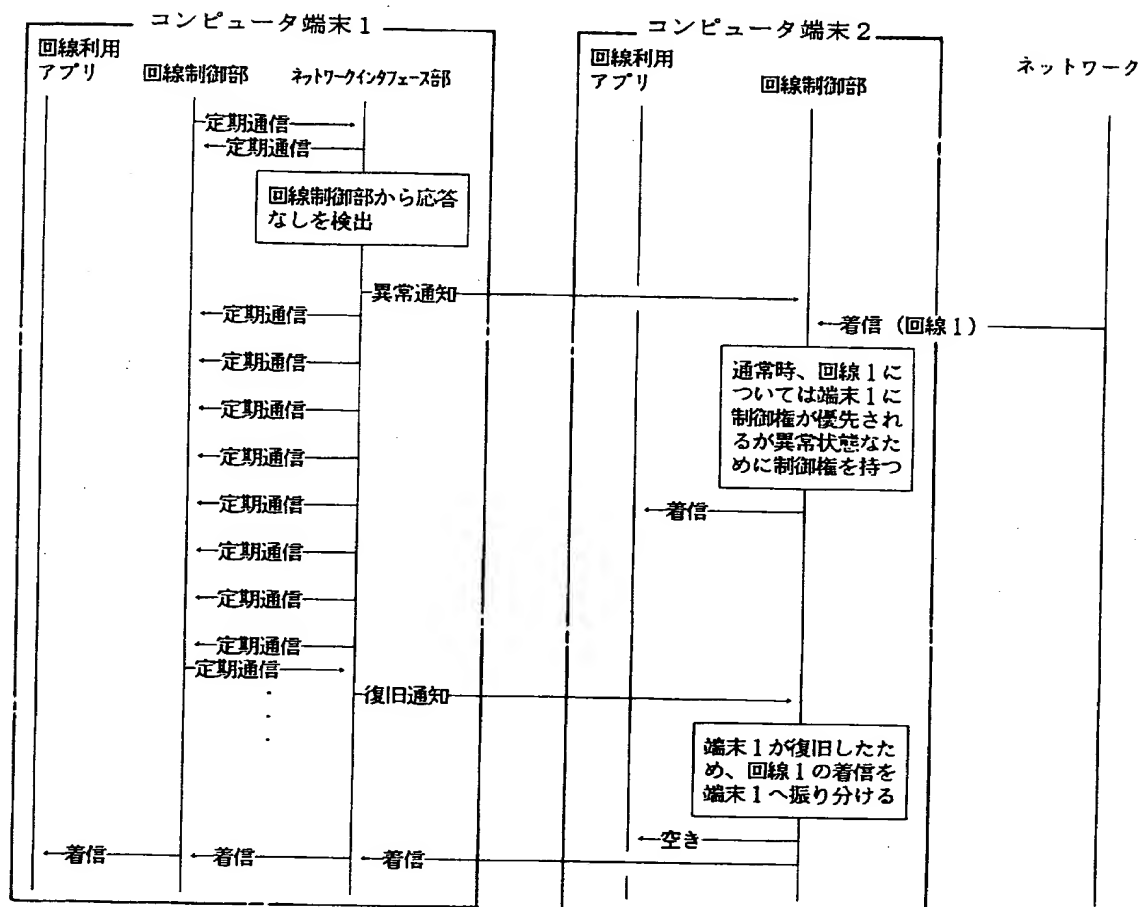 コンピュータ端末1
コンピュータ端末2
回線利用
アプリ
回線制御部
ネットワークインタフェース部
回線利用
アプリ
回線制御部
ネットワーク
定期通信
定期通信
回線制御部から応答
なしを検出
異常通知
定期通信
着信(回線1)
定期通信
通常時、回線1に
ついては端末1に
制御権が優先され
るが異常状態なた
めに制御権を持つ
定期通信
定期通信
定期通信
着信
定期通信
定期通信
定期通信
定期通信
復旧通知
端末1が復旧したた
め、回線1の着信を
端末1へ振り分ける
空き
着信
着信
着信